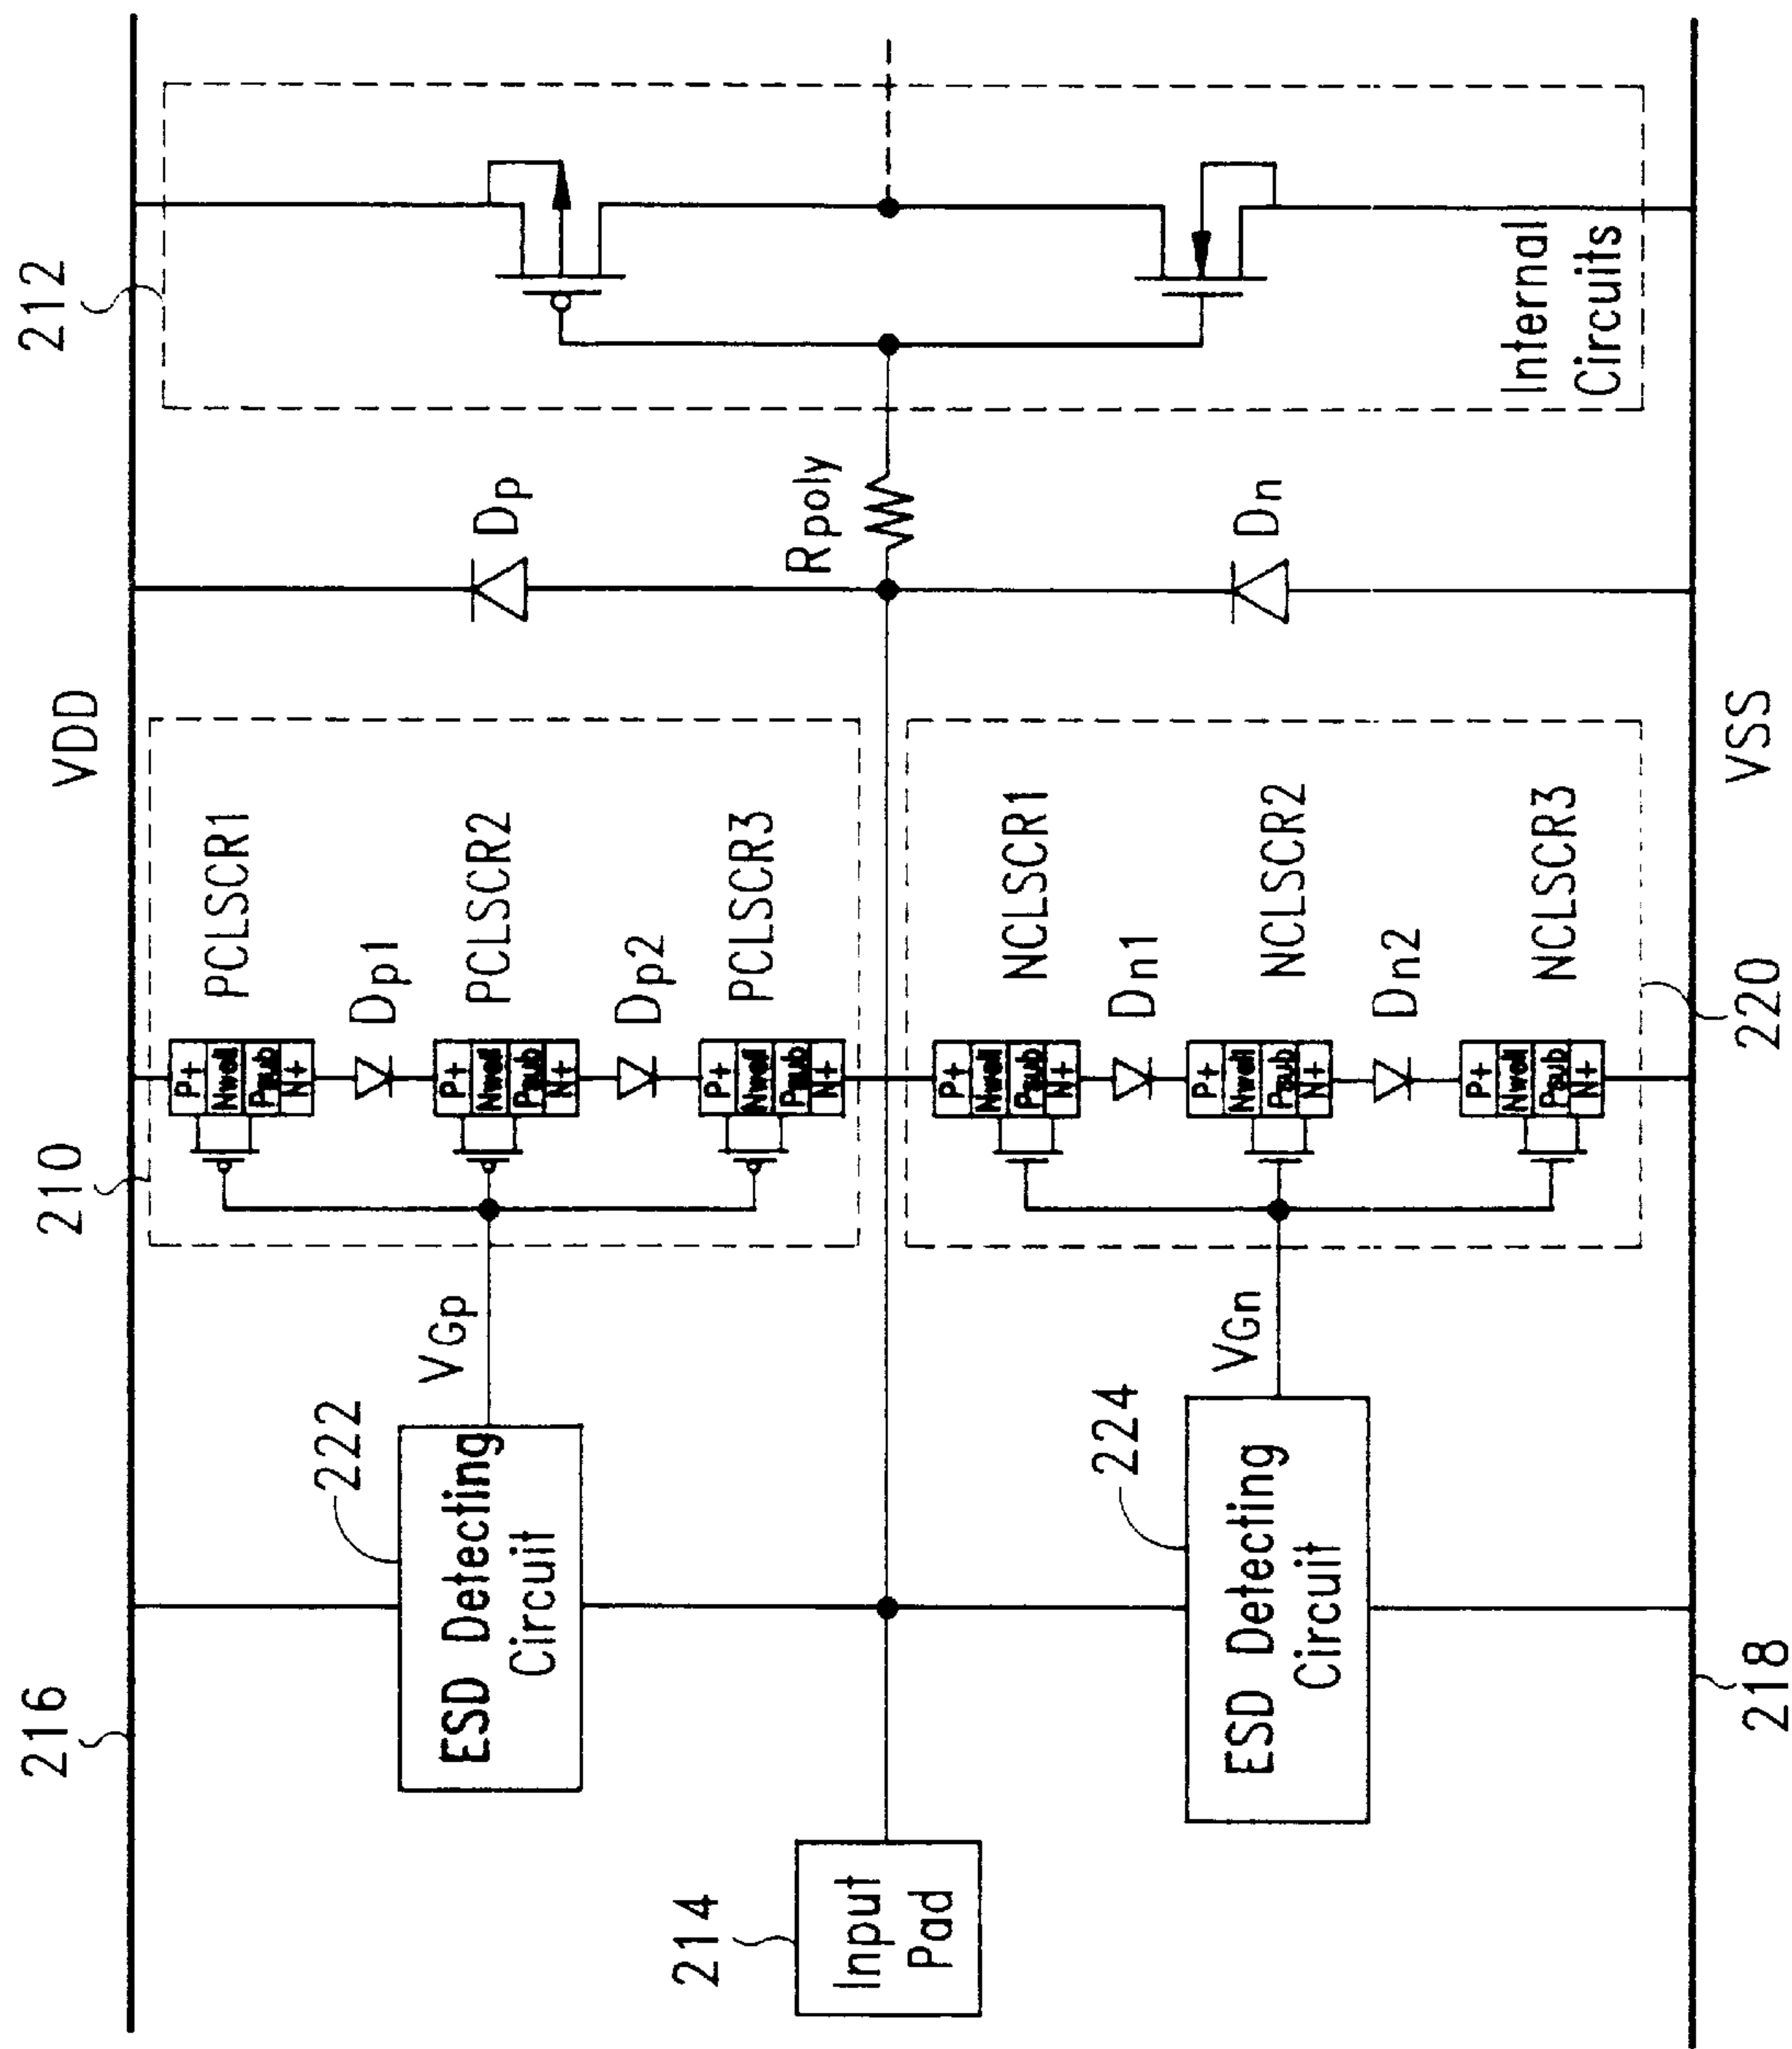 216
VDD
212
210
PCLSCR1
P+
Nwell
Psub
N+
Dp1
222
ESD Detecting
Circuit
VGp
PCLSCR2
P+
Nwell
Psub
N+
Dp
Dp2
PCLSCR3
P+
Nwell
Psub
N+
214
Input
Pad
Rpoly
NCLSCR1
P+
Nwell
Psub
N+
Dn1
224
ESD Detecting
Circuit
VGn
NCLSCR2
P+
Nwell
Psub
N+
Dn
Dn2
NCLSCR3
P+
Nwell
Psub
N+
Internal
Circuits
218
220
VSS